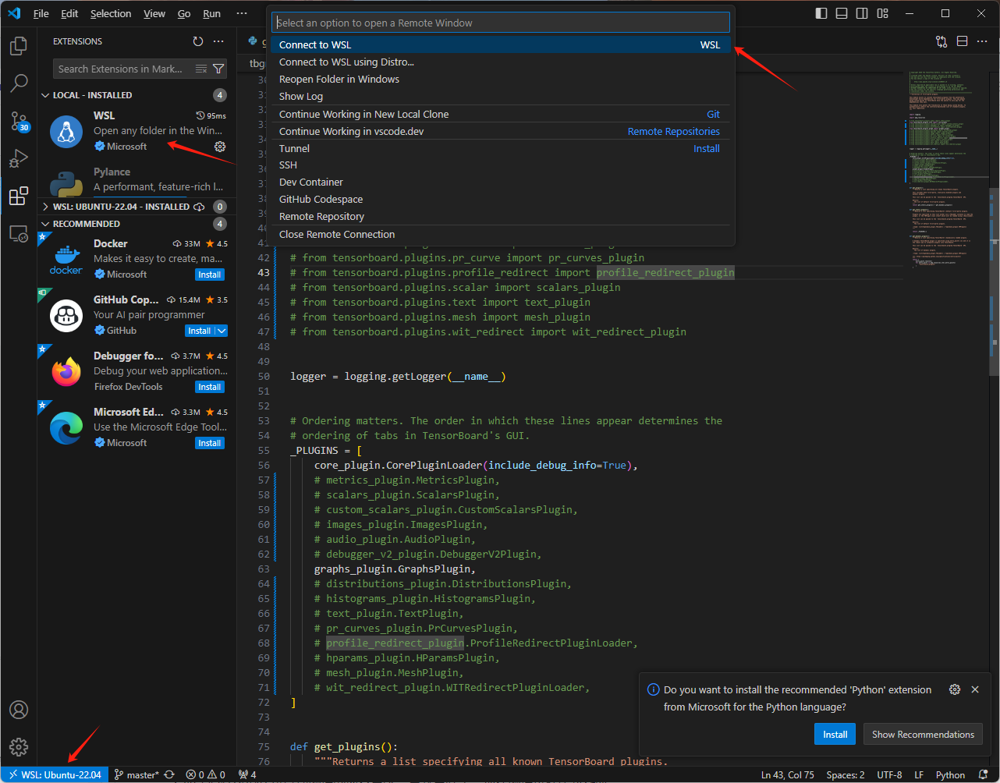 File Edit Selection View Go Run ···
Select an option to open a Remote Window
Connect to WSL WSL
Connect to WSL using Distro...
Reopen Folder in Windows
Show Log
Continue Working in New Local Clone Git
Continue Working in vscode.dev Remote Repositories
Tunnel Install
SSH
Dev Container
GitHub Codespace
Remote Repository
Close Remote Connection
EXTENSIONS
Search Extensions in Mark...
LOCAL - INSTALLED 4
WSL 95ms
Open any folder in the Win...
Microsoft
Pylance
A performant, feature-rich l...
WSL: UBUNTU-22.04 - INSTALLED 0
RECOMMENDED 4
Docker 33M 4.5
Makes it easy to create, ma...
Microsoft Install
GitHub Cop... 15.4M 3.5
Your AI pair programmer
GitHub Install
Debugger fo... 3.7M 4.5
Debug your web application...
Firefox DevTools Install
Microsoft Ed... 3.3M 4.5
Use the Microsoft Edge Tool...
Microsoft Install
30
docker
42 # from tensorboard.plugins.pr_curve import pr_curves_plugin
43 # from tensorboard.plugins.profile_redirect import profile_redirect_plugin
44 # from tensorboard.plugins.scalar import scalars_plugin
45 # from tensorboard.plugins.text import text_plugin
46 # from tensorboard.plugins.mesh import mesh_plugin
47 # from tensorboard.plugins.wit_redirect import wit_redirect_plugin
48
49
50 logger = logging.getLogger(__name__)
51
52
53 # Ordering matters. The order in which these lines appear determines the
54 # ordering of tabs in TensorBoard's GUI.
55 _PLUGINS = [
56 core_plugin.CorePluginLoader(include_debug_info=True),
57 # metrics_plugin.MetricsPlugin,
58 # scalars_plugin.ScalarsPlugin,
59 # custom_scalars_plugin.CustomScalarsPlugin,
60 # images_plugin.ImagesPlugin,
61 # audio_plugin.AudioPlugin,
62 # debugger_v2_plugin.DebuggerV2Plugin,
63 graphs_plugin.GraphsPlugin,
64 # distributions_plugin.DistributionsPlugin,
65 # histograms_plugin.HistogramsPlugin,
66 # text_plugin.TextPlugin,
67 # pr_curves_plugin.PrCurvesPlugin,
68 # profile_redirect_plugin.ProfileRedirectPluginLoader,
69 # hparams_plugin.HParamsPlugin,
70 # mesh_plugin.MeshPlugin,
71 # wit_redirect_plugin.WITRedirectPluginLoader,
72 ]
73
74
75 def get_plugins():
76 """Returns a list specifying all known TensorBoard plugins.
Do you want to install the recommended 'Python' extension
from Microsoft for the Python language?
Install Show Recommendations
WSL: Ubuntu-22.04 master* 0 0 4 Ln 43, Col 75 Spaces: 2 UTF-8 LF Python